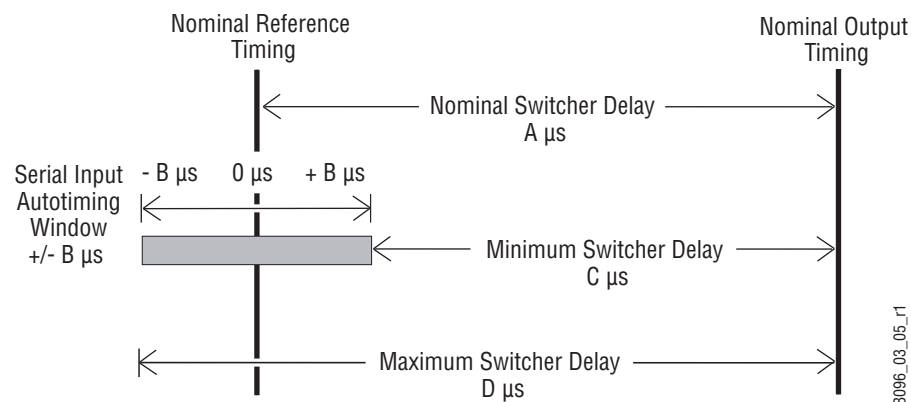 Nominal Reference
Timing
Nominal Output
Timing
Nominal Switcher Delay
A µs
Serial Input
Autotiming
Window
+/- B µs
- B µs 0 µs + B µs
Minimum Switcher Delay
C µs
Maximum Switcher Delay
D µs
8096_03_05_r1